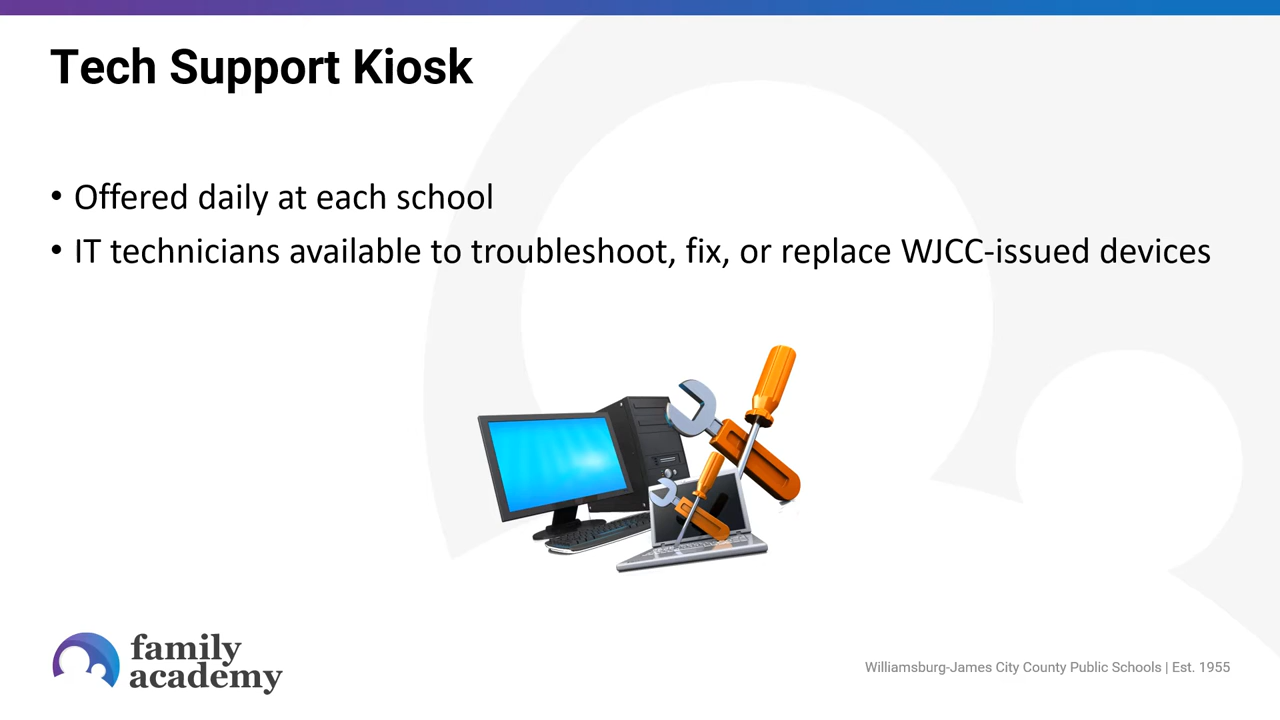 Tech Support Kiosk
• Offered daily at each school
• IT technicians available to troubleshoot, fix, or replace WJCC-issued devices
family
academy
Williamsburg-James City County Public Schools | Est. 1955